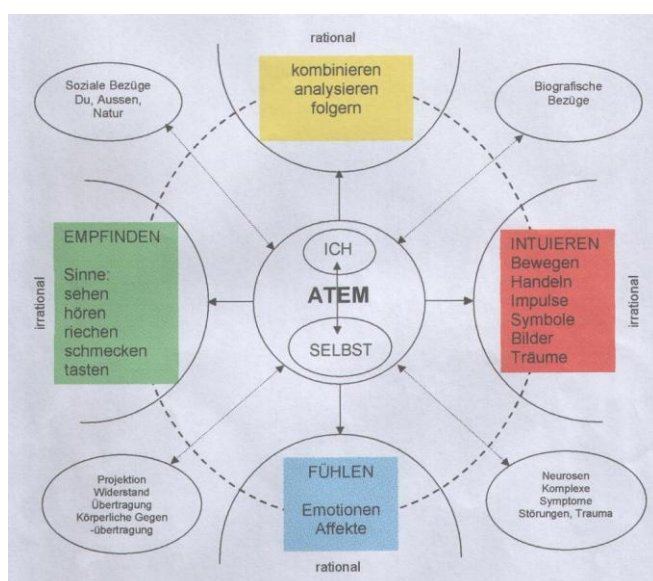 rational
kombinieren
analysieren
folgern
Soziale Bezüge
Du, Aussen,
Natur
Biografische
Bezüge
irrational
EMPFINDEN
Sinne:
sehen
hören
riechen
schmecken
tasten
ICH
ATEM
SELBST
INTUIEREN
Bewegen
Handeln
Impulse
Symbole
Bilder
Träume
irrational
Projektion
Widerstand
Übertragung
Körperliche Gegen
-übertragung
FÜHLEN
Emotionen
Affekte
Neurosen
Komplexe
Symptome
Störungen, Trauma
rational